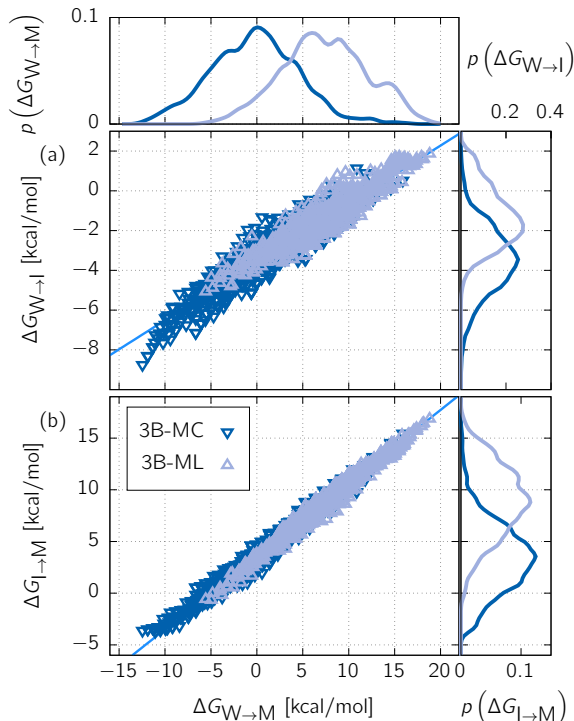 0.1
0
p (ΔG_W→M)
p (ΔG_W→I)
0.2 0.4
(a)
2
0
−2
−4
−6
−8
ΔG_W→I [kcal/mol]
(b)
3B-MC
3B-ML
15
10
5
0
−5
ΔG_I→M [kcal/mol]
−15 −10 −5 0 5 10 15 20 0 0.1
ΔG_W→M [kcal/mol]
p (ΔG_I→M)